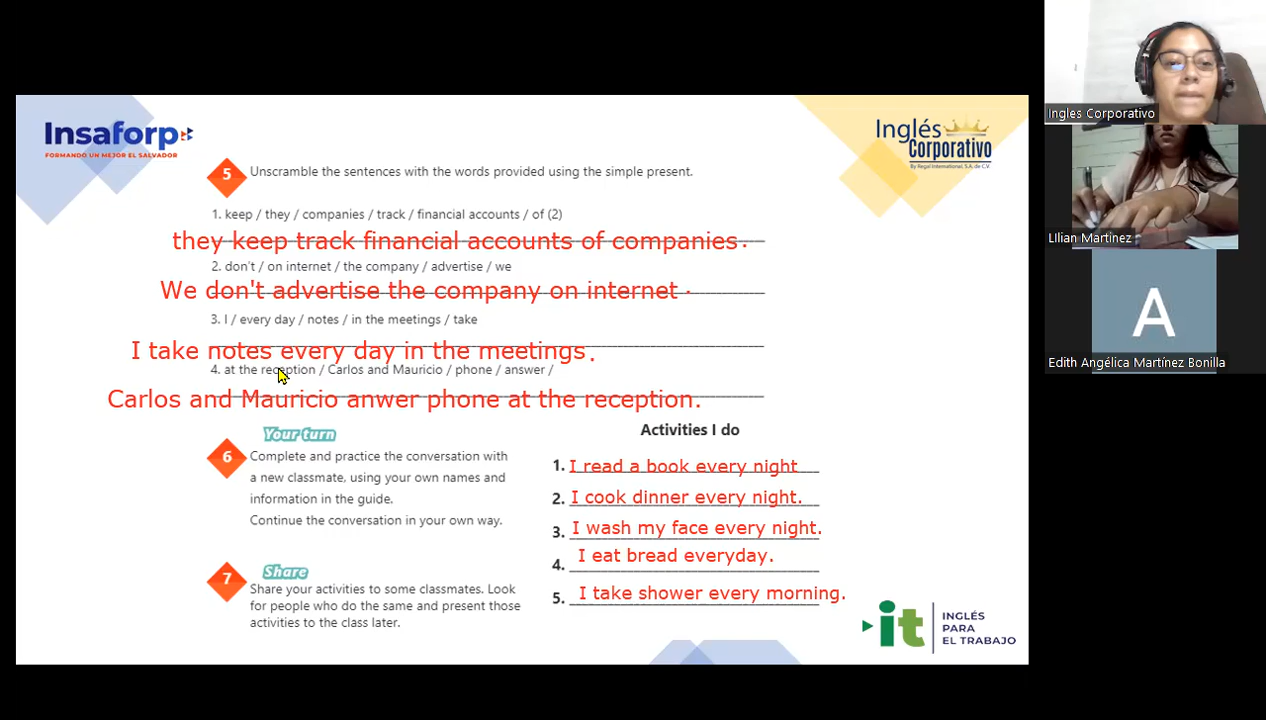 Insaforp
FORMANDO UN MEJOR EL SALVADOR
Inglés
Corporativo
By Regal International, S.A. de C.V.
5 Unscramble the sentences with the words provided using the simple present.
1. keep / they / companies / track / financial accounts / of (2)
they keep track financial accounts of companies.
2. don't / on internet / the company / advertise / we
We don't advertise the company on internet .
3. I / every day / notes / in the meetings / take
I take notes every day in the meetings.
4. at the reception / Carlos and Mauricio / phone / answer /
Carlos and Mauricio anwer phone at the reception.
Your turn
6 Complete and practice the conversation with
a new classmate, using your own names and
information in the guide.
Continue the conversation in your own way.
Share
7 Share your activities to some classmates. Look
for people who do the same and present those
activities to the class later.
Activities I do
1. I read a book every night
2. I cook dinner every night.
3. I wash my face every night.
4. I eat bread everyday.
5. I take shower every morning.
it INGLÉS
PARA
EL TRABAJO
Ingles Corporativo
LIlian Martinez
A
Edith Angélica Martínez Bonilla